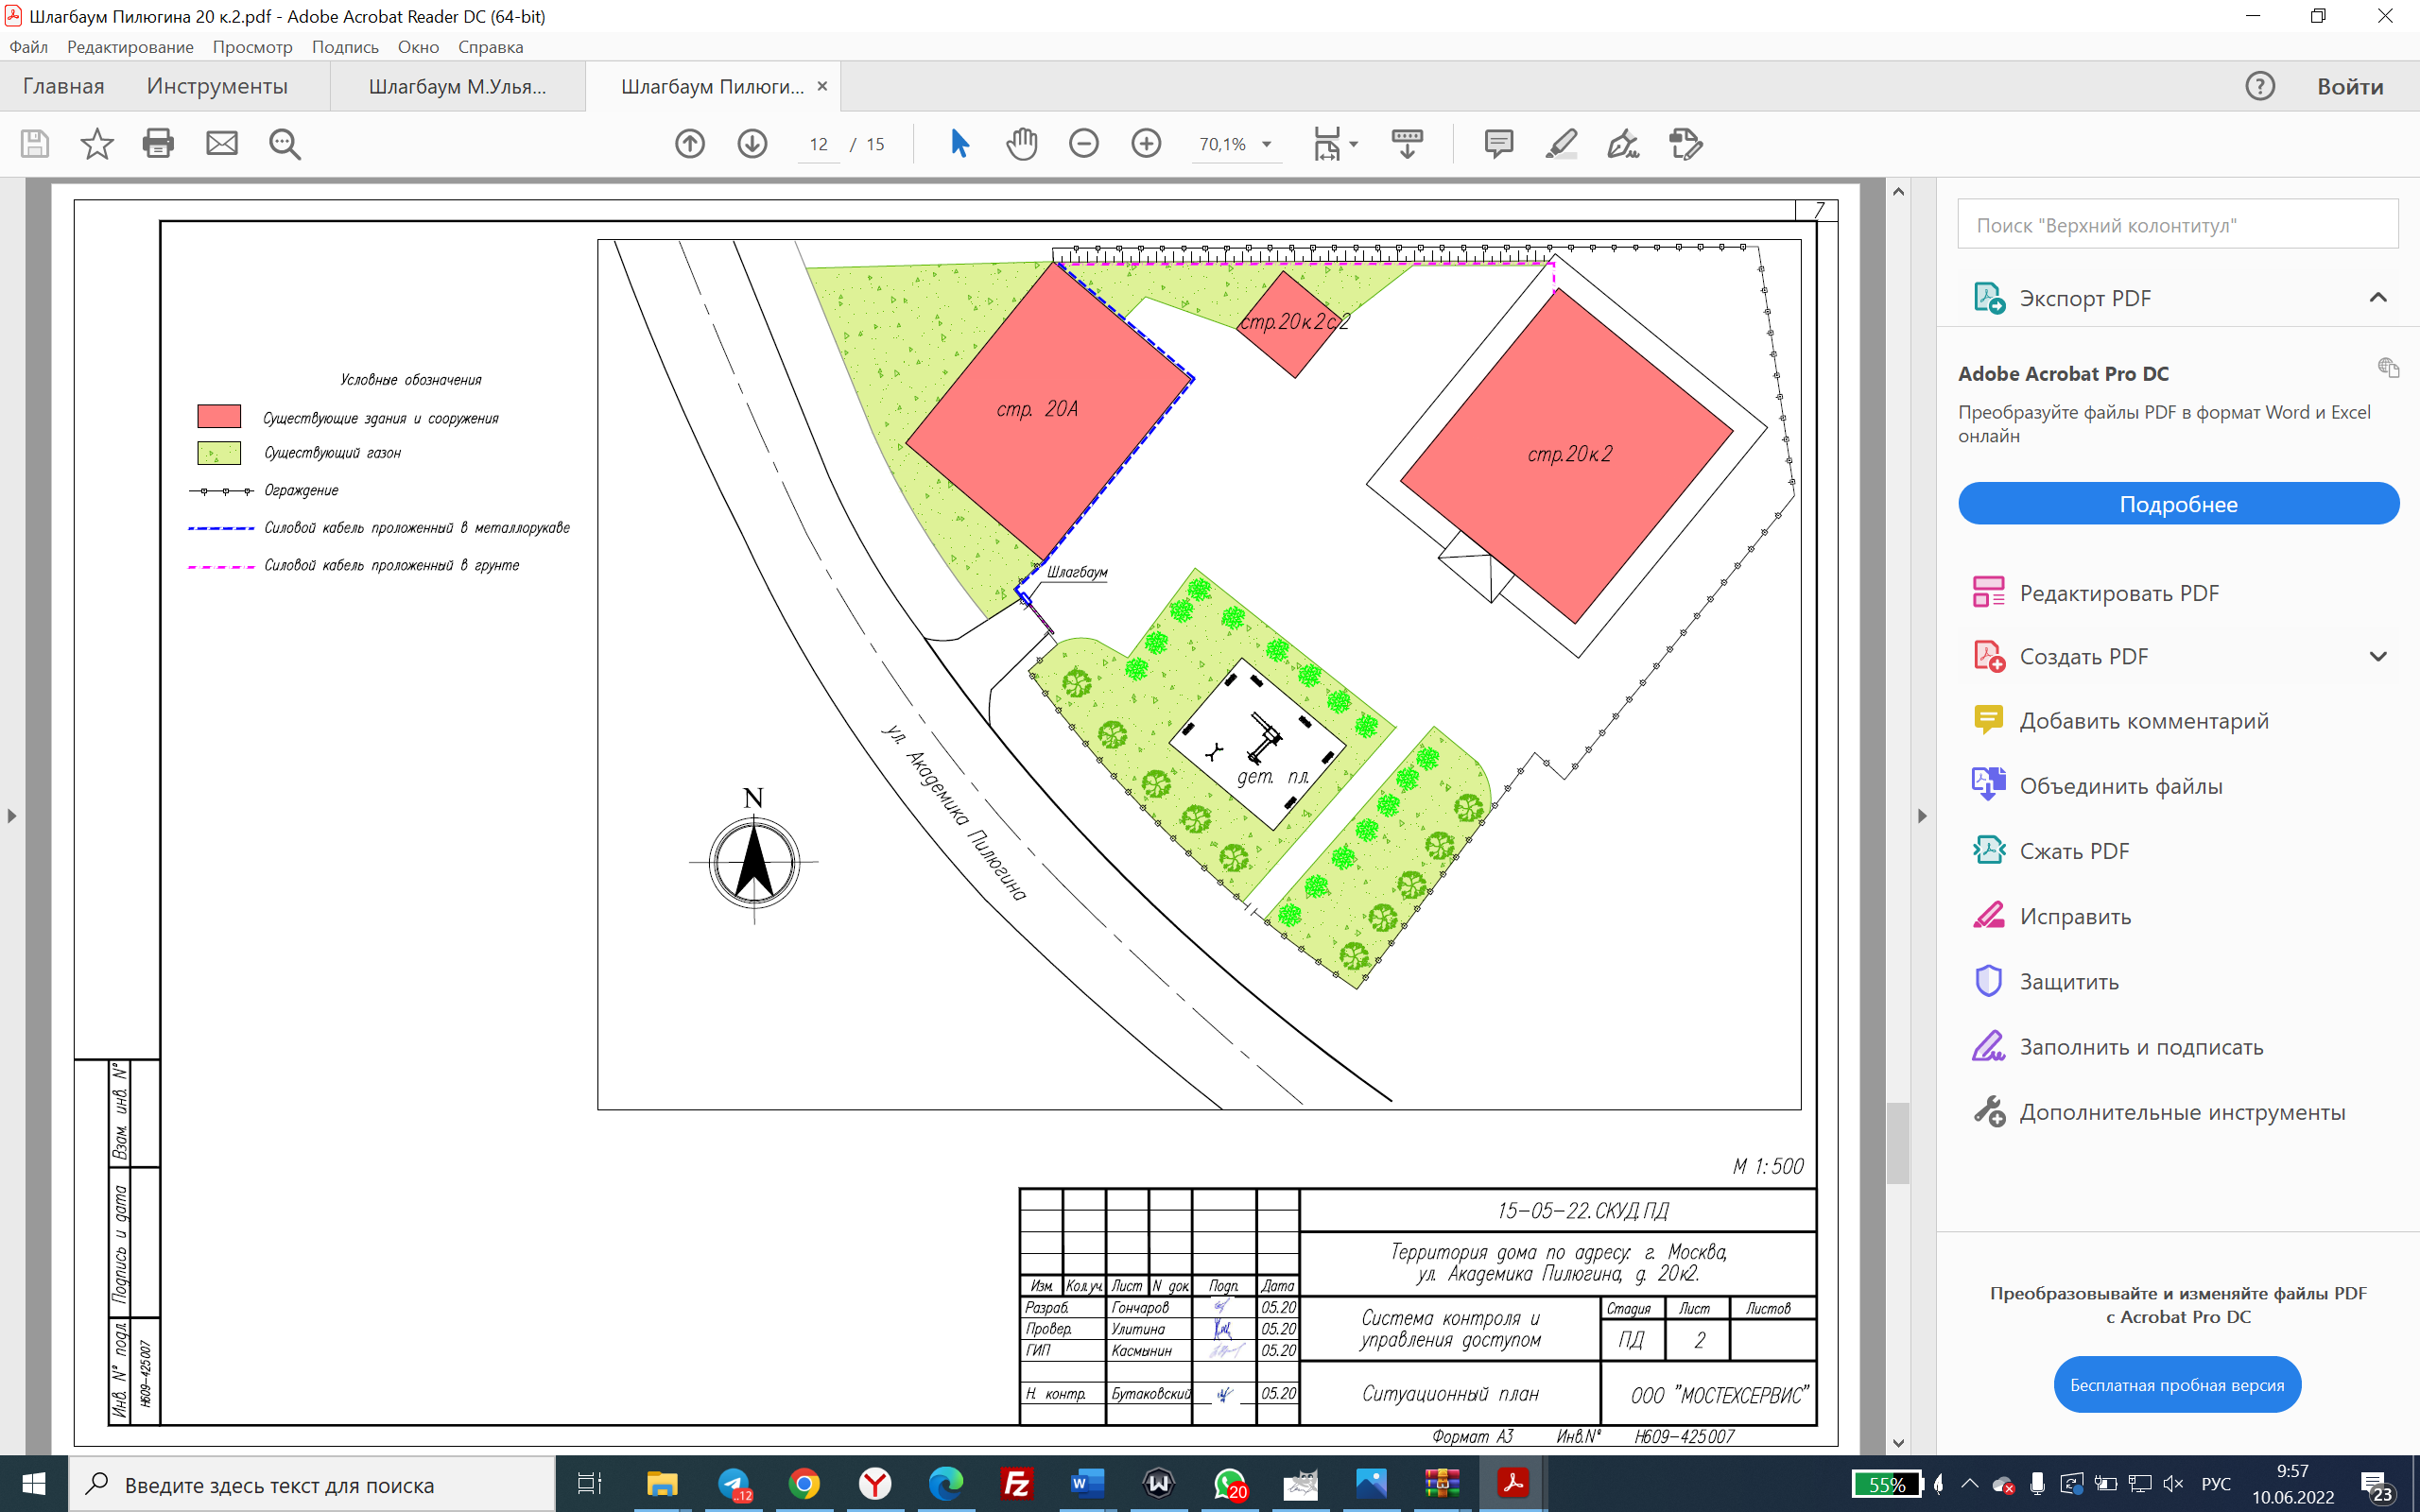 Шлагбаум Пилюгина 20 к.2.pdf - Adobe Acrobat Reader DC (64-bit)
Файл Редактирование Просмотр Подпись Окно Справка
Главная Инструменты Шлагбаум М.Улья... Шлагбаум Пилюги... Войти
12 / 15 70,1%
7
Условные обозначения
Существующие здания и сооружения
Существующий газон
Ограждение
Силовой кабель проложенный в металлорукаве
Силовой кабель проложенный в грунте
стр.20к2с2
стр. 20А
стр.20к.2
Шлагбаум
дет. пл.
ул. Академика Пилюгина
N
М 1:500
15-05-22.СКУД.ПД
Территория дома по адресу: г. Москва,
ул. Академика Пилюгина, д. 20к2.
Изм. Кол.уч. Лист N док. Подп. Дата
Разраб. Гончаров 05.20
Провер. Улитина 05.20
ГИП Касмынин 05.20
Н. контр. Бутаковский 05.20
Система контроля и
управления доступом
Стадия Лист Листов
ПД 2
Ситуационный план
ООО "МОСТЕХСЕРВИС"
Формат А3 Инв.N° Н609-425007
Взам. инв. N°
Подпись и дата
Инв. N° подл.
Н609-425007
Поиск "Верхний колонтитул"
Экспорт PDF
Adobe Acrobat Pro DC
Преобразуйте файлы PDF в формат Word и Excel
онлайн
Подробнее
Редактировать PDF
Создать PDF
Добавить комментарий
Объединить файлы
Сжать PDF
Исправить
Защитить
Заполнить и подписать
Дополнительные инструменты
Преобразовывайте и изменяйте файлы PDF
с Acrobat Pro DC
Бесплатная пробная версия
Введите здесь текст для поиска
..12
20
55%
РУС
9:57
10.06.2022
23